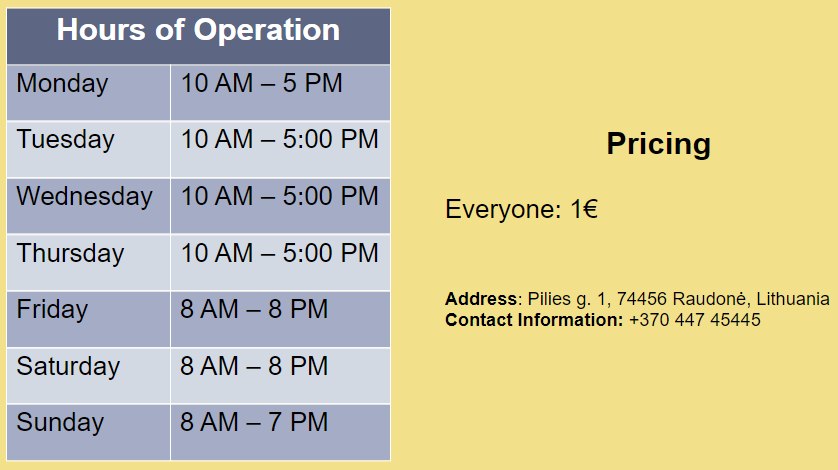 Hours of Operation
Monday 10 AM – 5 PM
Tuesday 10 AM – 5:00 PM
Wednesday 10 AM – 5:00 PM
Thursday 10 AM – 5:00 PM
Friday 8 AM – 8 PM
Saturday 8 AM – 8 PM
Sunday 8 AM – 7 PM
Pricing
Everyone: 1€
Address: Pilies g. 1, 74456 Raudonė, Lithuania
Contact Information: +370 447 45445